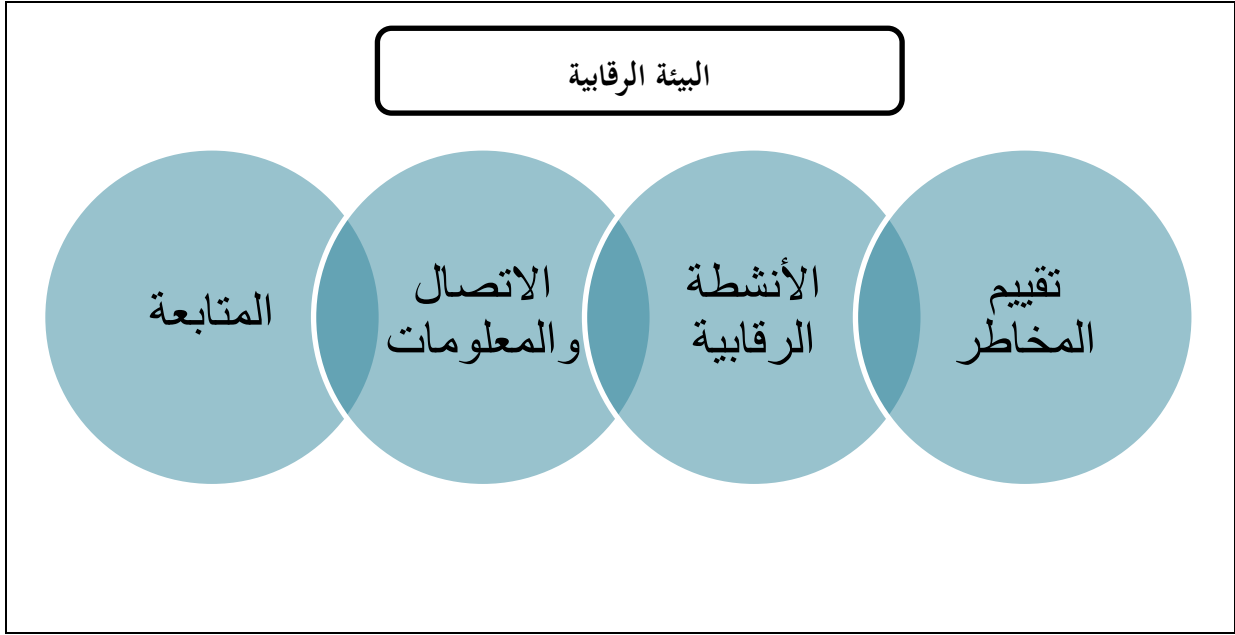 البيئة الرقابية
تقييم
المخاطر
الأنشطة
الرقابية
الاتصال
والمعلومات
المتابعة